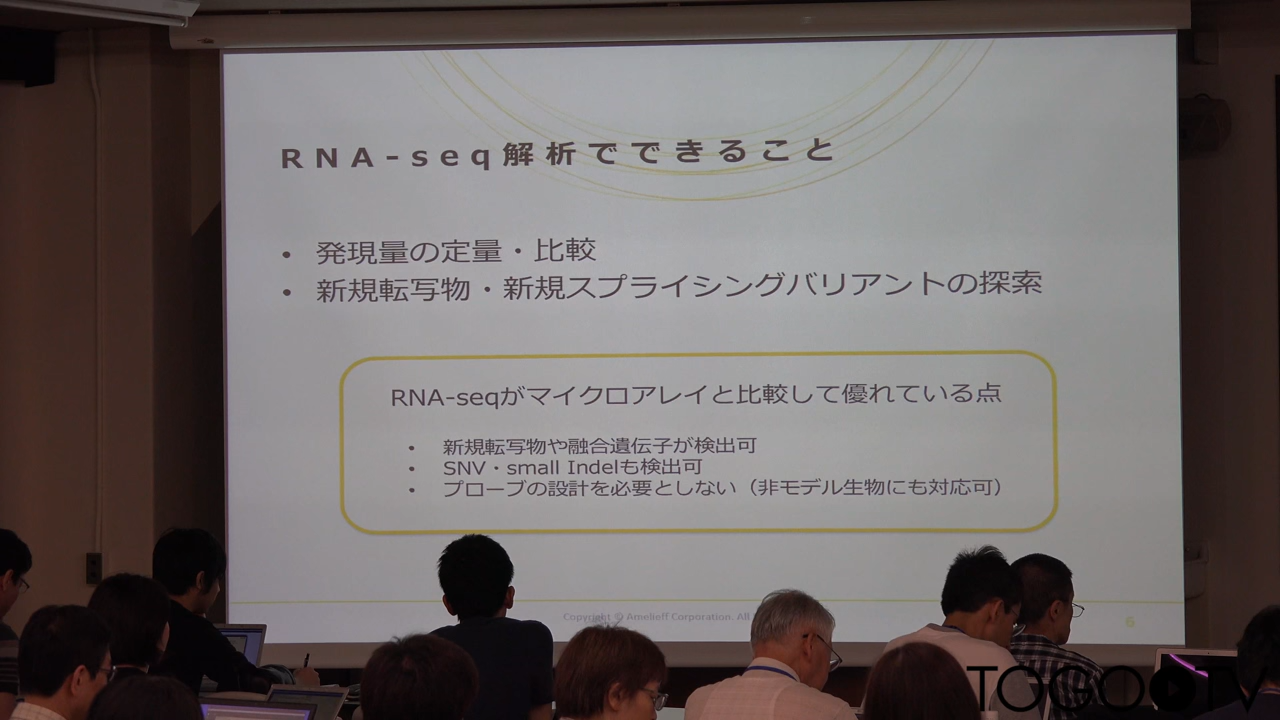 RNA-seq解析でできること
• 発現量の定量・比較
• 新規転写物・新規スプライシングバリアントの探索
RNA-seqがマイクロアレイと比較して優れている点
• 新規転写物や融合遺伝子が検出可
• SNV・small Indelも検出可
• プローブの設計を必要としない（非モデル生物にも対応可）
Copyright © Amelieff Corporation. All
6
TOGOTV